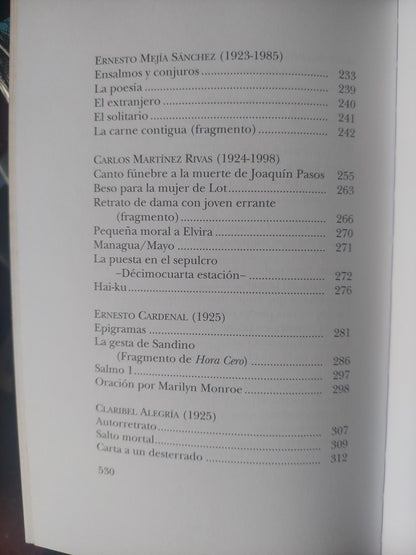 ERNESTO MEJÍA SÁNCHEZ (1923-1985)
Ensalmos y conjuros 233
La poesía 239
El extranjero 240
El solitario 241
La carne contigua (fragmento) 242
CARLOS MARTÍNEZ RIVAS (1924-1998)
Canto fúnebre a la muerte de Joaquín Pasos 255
Beso para la mujer de Lot 263
Retrato de dama con joven errante
(fragmento) 266
Pequeña moral a Elvira 270
Managua/Mayo 271
La puesta en el sepulcro
–Décimocuarta estación– 272
Hai-ku 276
ERNESTO CARDENAL (1925)
Epigramas 281
La gesta de Sandino
(Fragmento de Hora Cero) 286
Salmo 1 297
Oración por Marilyn Monroe 298
CLARIBEL ALEGRÍA (1925)
Autorretrato 307
Salto mortal 309
Carta a un desterrado 312
530